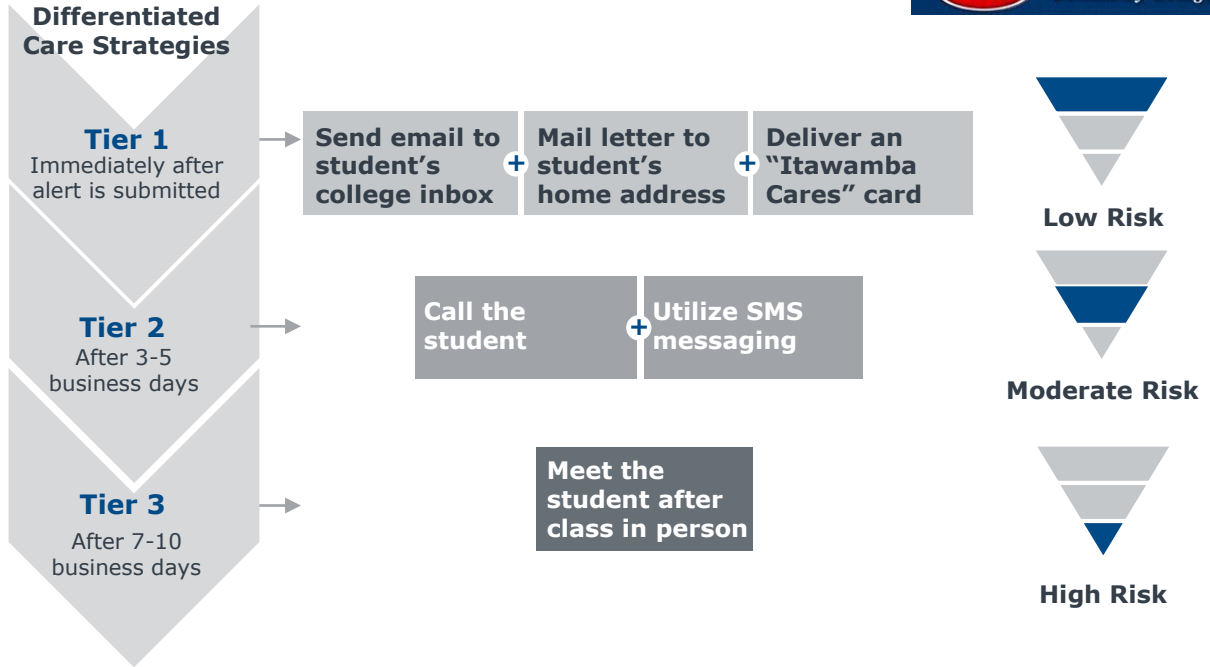 Differentiated
Care Strategies
Tier 1
Immediately after
alert is submitted
Send email to
student's
college inbox
+
Mail letter to
student's
home address
+
Deliver an
"Itawamba
Cares" card
Low Risk
Tier 2
After 3-5
business days
Call the
student
+
Utilize SMS
messaging
Moderate Risk
Tier 3
After 7-10
business days
Meet the
student after
class in person
High Risk